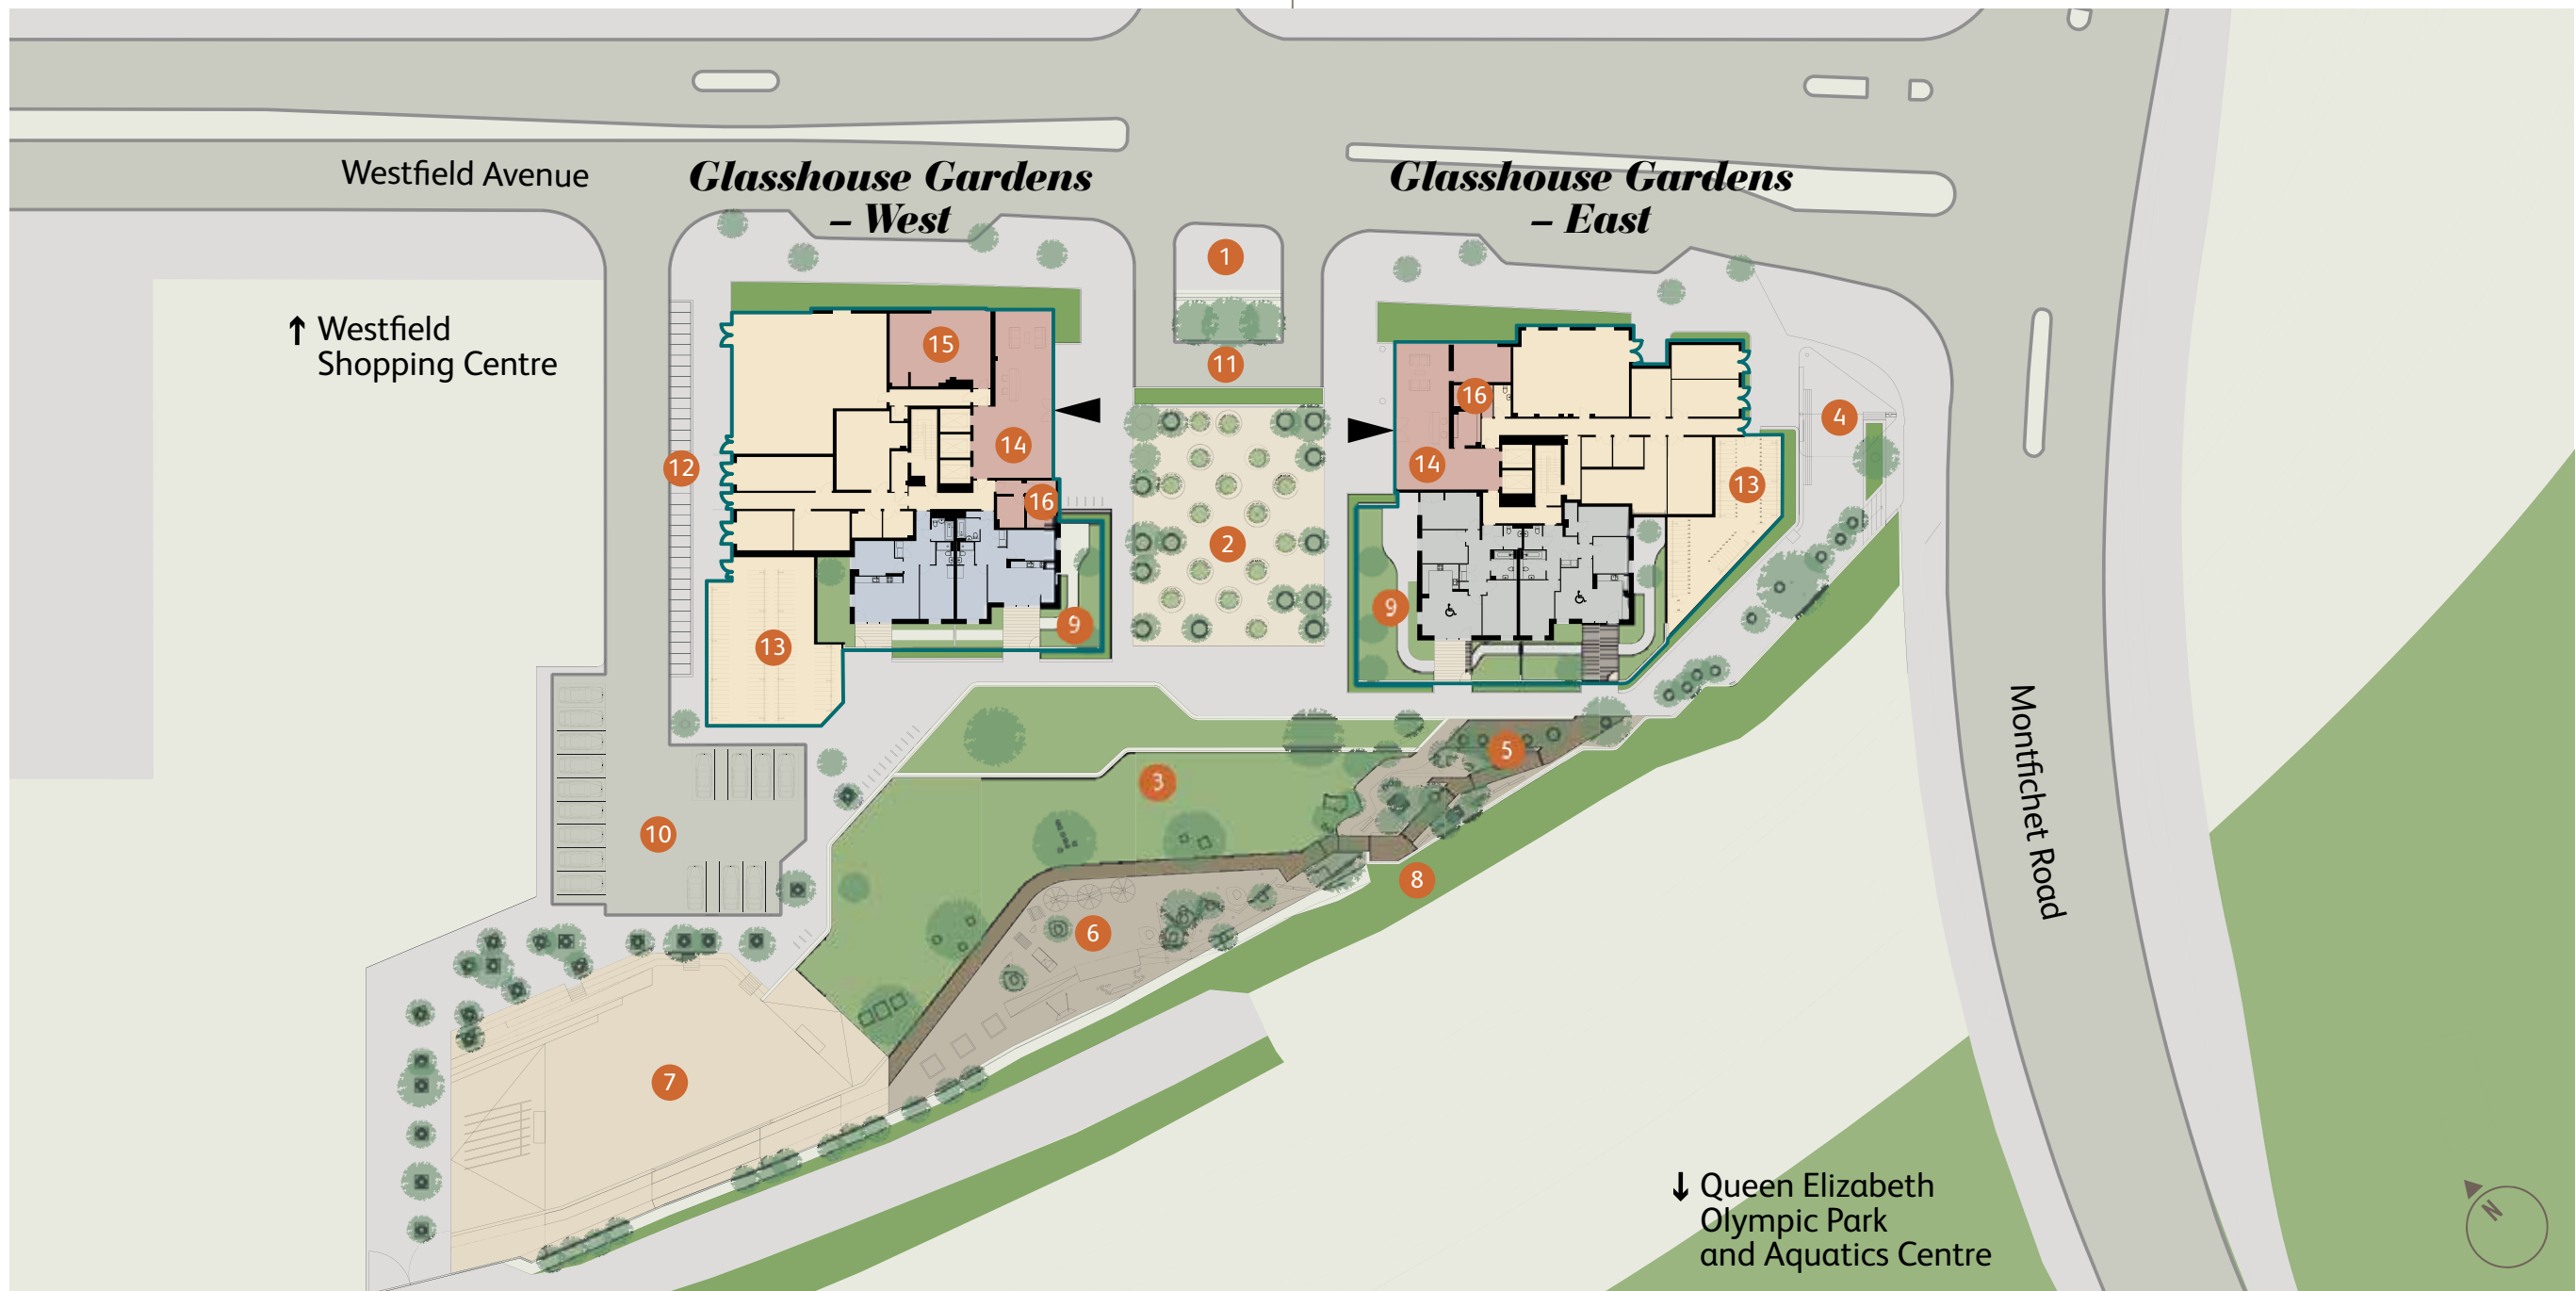 Westfield Avenue
Glasshouse Gardens
– West
Glasshouse Gardens
– East
↑ Westfield
Shopping Centre
1
15
11
16
4
12
14
14
13
16
2
9
9
13
5
3
10
8
6
7
Montfichet Road
↓ Queen Elizabeth
Olympic Park
and Aquatics Centre
N